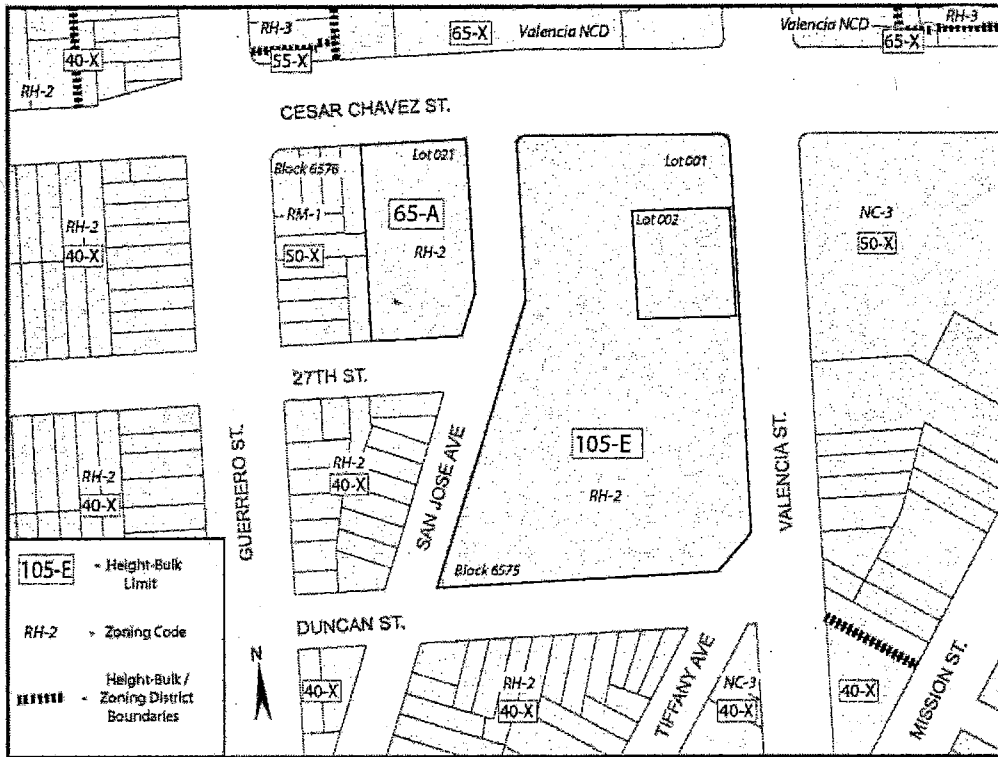 RH-3
65-X
Valencia NCD
Valencia NCD
RH-3
40-X
55-X
65-X
RH-2
CESAR CHAVEZ ST.
Block 6576
Lot 021
Lot 001
RM-1
65-A
Lot 002
RH-2
40-X
50-X
RH-2
NC-3
50-X
27TH ST.
GUERRERO ST.
SAN JOSE AVE
VALENCIA ST.
RH-2
40-X
RH-2
40-X
105-E
RH-2
Block 6575
105-E - Height-Bulk
Limit
RH-2 - Zoning Code
Height-Bulk /
- Zoning District
Boundaries
N
DUNCAN ST.
40-X
RH-2
40-X
TIFFANY AVE
NC-3
40-X
40-X
MISSION ST.